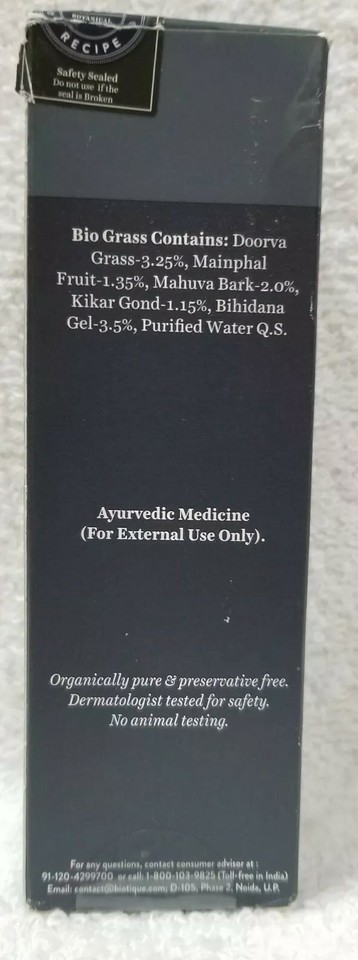 BOTANICAL
RECIPE
Safety Sealed
Do not use if the
seal is Broken
Bio Grass Contains: Doorva
Grass-3.25%, Mainphal
Fruit-1.35%, Mahuva Bark-2.0%,
Kikar Gond-1.15%, Bihidana
Gel-3.5%, Purified Water Q.S.
Ayurvedic Medicine
(For External Use Only).
Organically pure & preservative free.
Dermatologist tested for safety.
No animal testing.
For any questions, contact consumer advisor at :
91-120-4299700 or call: 1-800-103-9825 (Toll-free in India)
Email: contact@biotique.com; D-105, Phase 2, Noida, U.P.